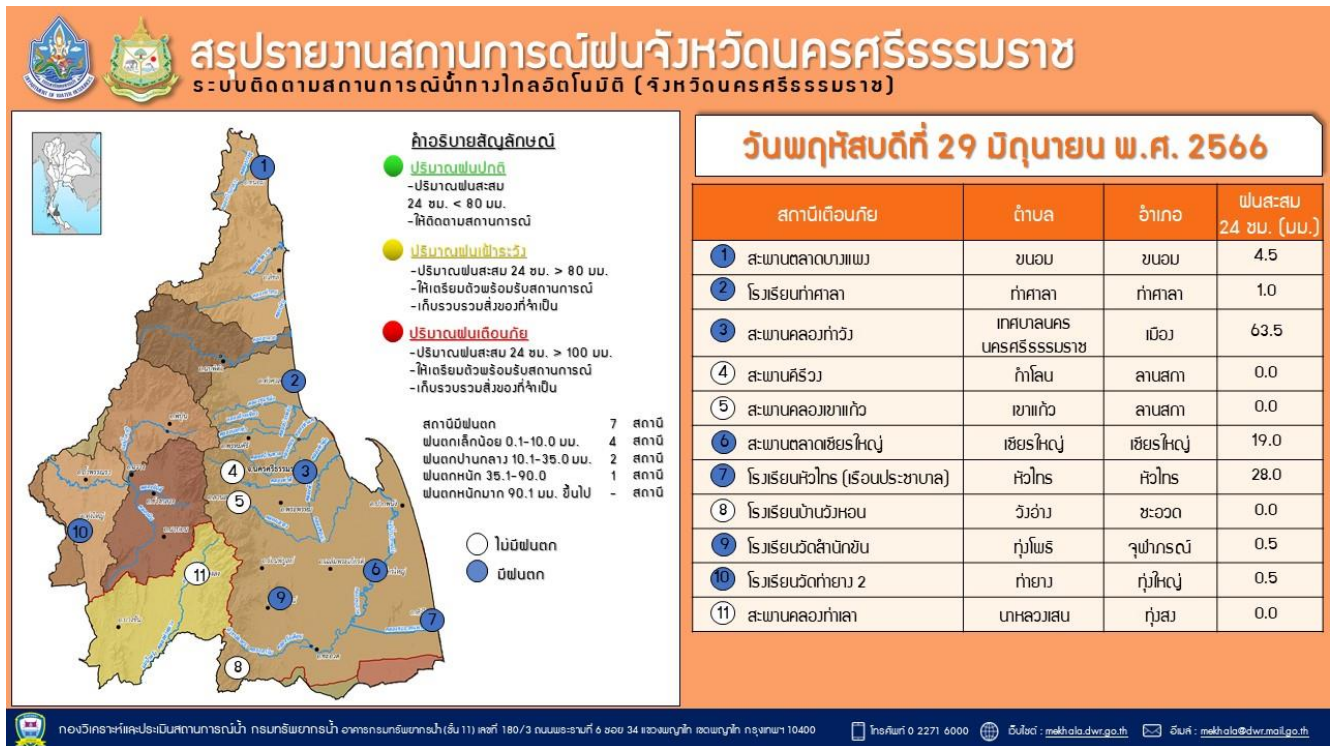 สรุปรายงานสถานการณ์ฝนจังหวัดนครศรีธรรมราช
ระบบติดตามสถานการณ์น้ำทางไกลอัตโนมัติ (จังหวัดนครศรีธรรมราช)
คำอธิบายสัญลักษณ์
ปริมาณฝนปกติ
-ปริมาณฝนสะสม
24 ชม. < 80 มม.
-ให้ติดตามสถานการณ์
ปริมาณฝนเฝ้าระวัง
-ปริมาณฝนสะสม 24 ชม. > 80 มม.
-ให้เตรียมตัวพร้อมรับสถานการณ์
-เก็บรวบรวมสิ่งของที่จำเป็น
ปริมาณฝนเตือนภัย
-ปริมาณฝนสะสม 24 ชม. > 100 มม.
-ให้เตรียมตัวพร้อมรับสถานการณ์
-เก็บรวบรวมสิ่งของที่จำเป็น
สถานีมีฝนตก 7 สถานี
ฝนตกเล็กน้อย 0.1-10.0 มม. 4 สถานี
ฝนตกปานกลาง 10.1-35.0 มม. 2 สถานี
ฝนตกหนัก 35.1-90.0 1 สถานี
ฝนตกหนักมาก 90.1 มม. ขึ้นไป - สถานี
ไม่มีฝนตก
มีฝนตก
1
2
3
4
5
6
7
8
9
10
11
วันพฤหัสบดีที่ 29 มิถุนายน พ.ศ. 2566
สถานีเตือนภัย ตำบล อำเภอ ฝนสะสม
24 ชม. (มม.)
1 สะพานตลาดบางแพง ขนอม ขนอม 4.5
2 โรงเรียนท่าศาลา ท่าศาลา ท่าศาลา 1.0
3 สะพานคลองท่าวัง เทศบาลนคร
นครศรีธรรมราช เมือง 63.5
4 สะพานคีรีวง กำโลน ลานสกา 0.0
5 สะพานคลองเขาแก้ว เขาแก้ว ลานสกา 0.0
6 สะพานตลาดเชียรใหญ่ เชียรใหญ่ เชียรใหญ่ 19.0
7 โรงเรียนหัวไทร (เรือนประชาบาล) หัวไทร หัวไทร 28.0
8 โรงเรียนบ้านวังหอน วังอ่าง ชะอวด 0.0
9 โรงเรียนวัดสำนักขัน ทุ่งโพธิ จุฬาภรณ์ 0.5
10 โรงเรียนวัดท่ายาง 2 ท่ายาง ทุ่งใหญ่ 0.5
11 สะพานคลองท่าเลา นาหลวงเสน ทุ่งสง 0.0
กองวิเคราะห์และประเมินสถานการณ์น้ำ กรมทรัพยากรน้ำ อาคารกรมทรัพยากรน้ำ (ชั้น 11) เลขที่ 180/3 ถนนพระรามที่ 6 ซอย 34 แขวงพญาไท เขตพญาไท กรุงเทพฯ 10400 โทรศัพท์ 0 2271 6000 เว็บไซต์ : mekhala.dwr.go.th อีเมล์ : mekhala@dwr.mail.go.th